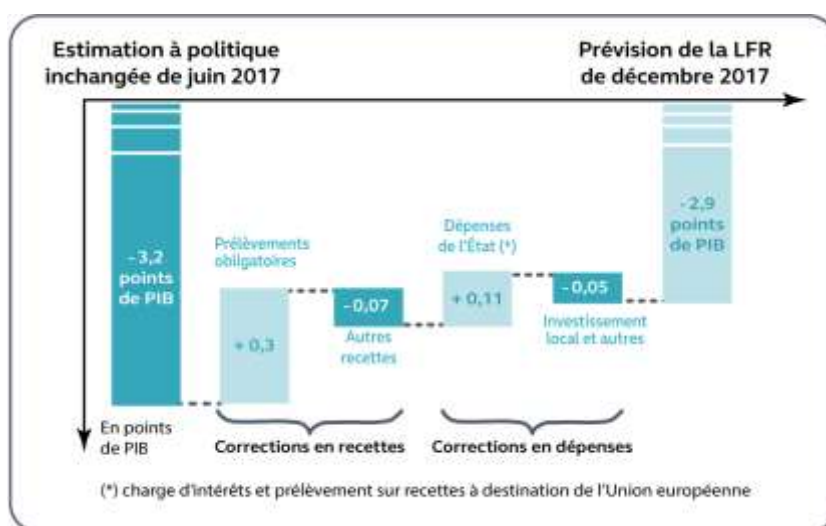 Estimation à politique
inchangée de juin 2017
Prévision de la LFR
de décembre 2017
-3,2
points
de PIB
Prélèvements
obligatoires
+ 0,3
-0,07
Autres
recettes
Dépenses
de l'État (*)
+ 0,11
-0,05
Investissement
local et autres
-2,9
points
de PIB
En points
de PIB
Corrections en recettes
Corrections en dépenses
(*) charge d'intérêts et prélèvement sur recettes à destination de l'Union européenne